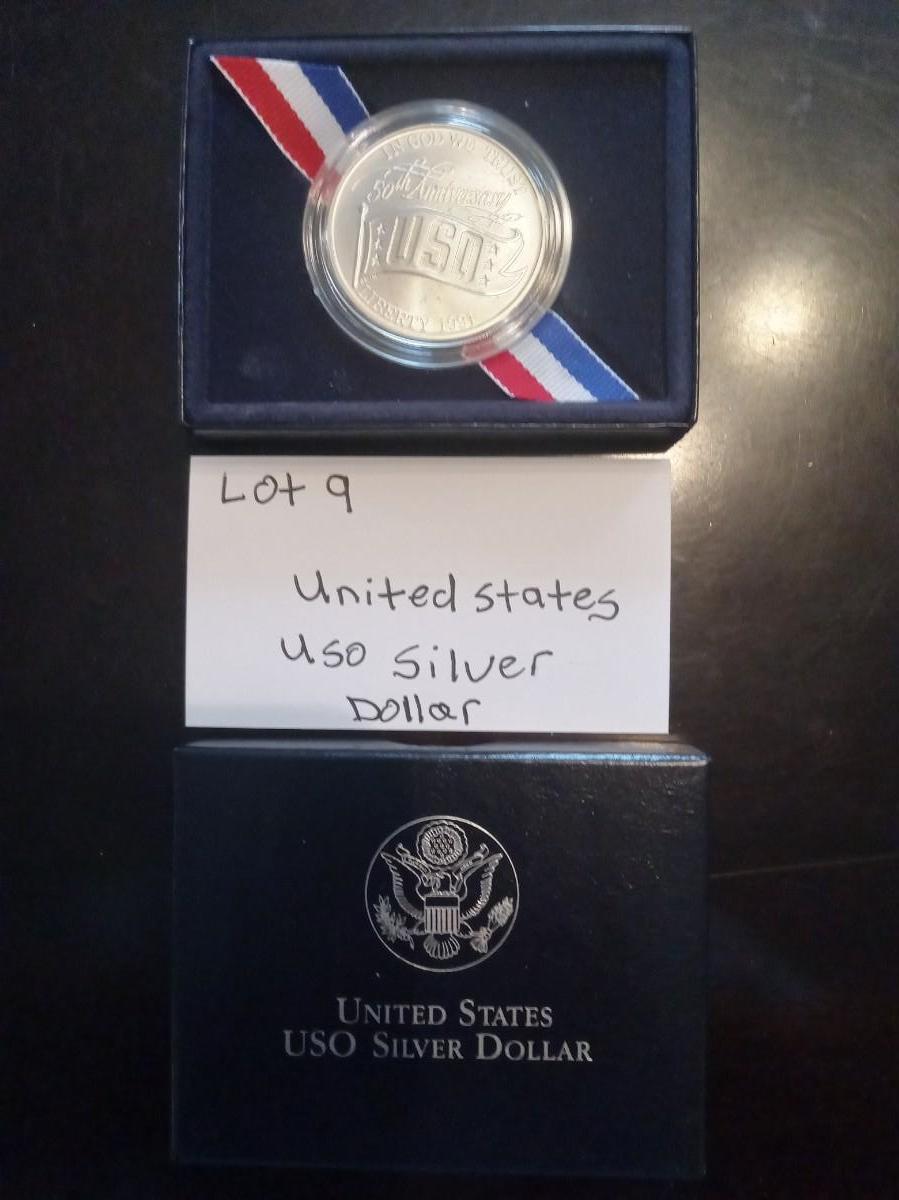 IN GOD WE TRUST
50th Anniversary
USO
LIBERTY 1991
Lot 9
United states
USO Silver
Dollar
UNITED STATES
USO SILVER DOLLAR